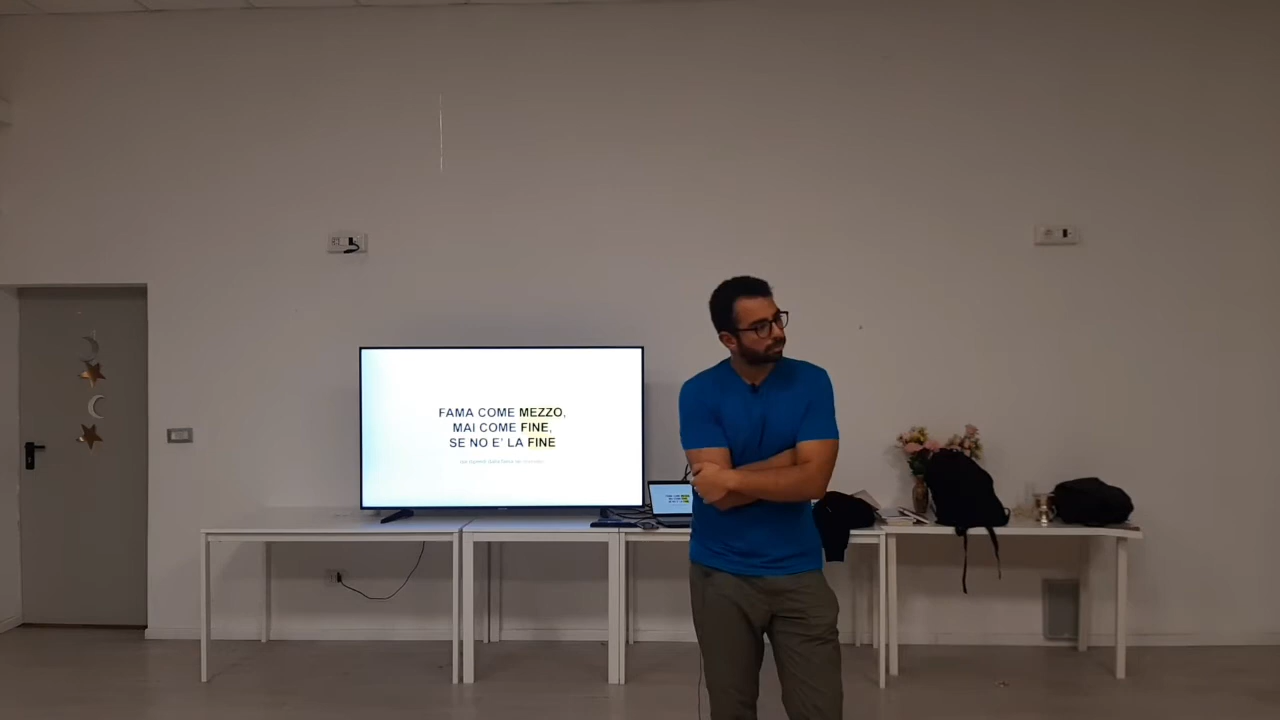 FAMA COME MEZZO,
MAI COME FINE,
SE NO E' LA FINE